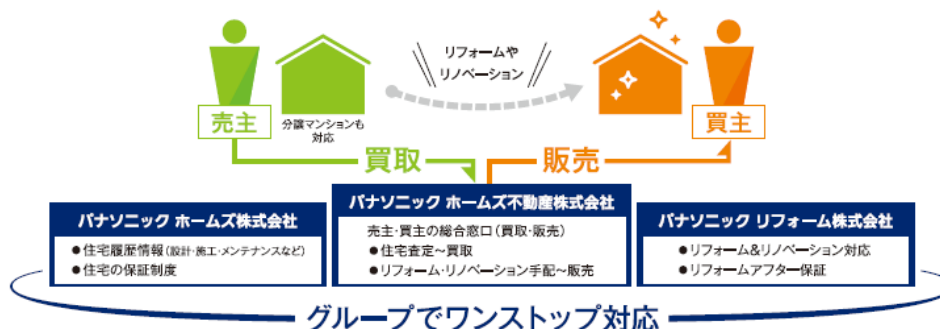 リフォームや
リノベーション
売主
分譲マンションも
対応
買主
買取
販売
パナソニック ホームズ株式会社
●住宅履歴情報(設計・施工・メンテナンスなど)
●住宅の保証制度
パナソニック ホームズ不動産株式会社
売主・買主の総合窓口(買取・販売)
●住宅査定～買取
●リフォーム・リノベーション手配～販売
パナソニック リフォーム株式会社
●リフォーム&リノベーション対応
●リフォームアフター保証
グループでワンストップ対応